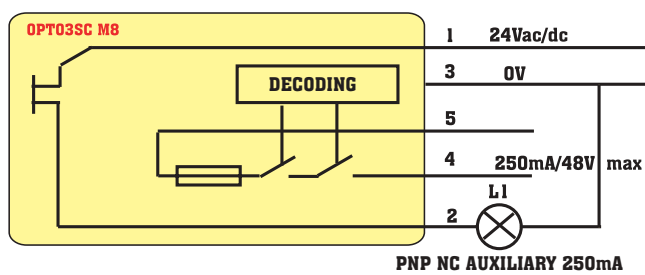 OPTO3SC M8
1 24Vac/dc
3 0V
DECODING
5
4 250mA/48V max
L1
2
PNP NC AUXILIARY 250mA